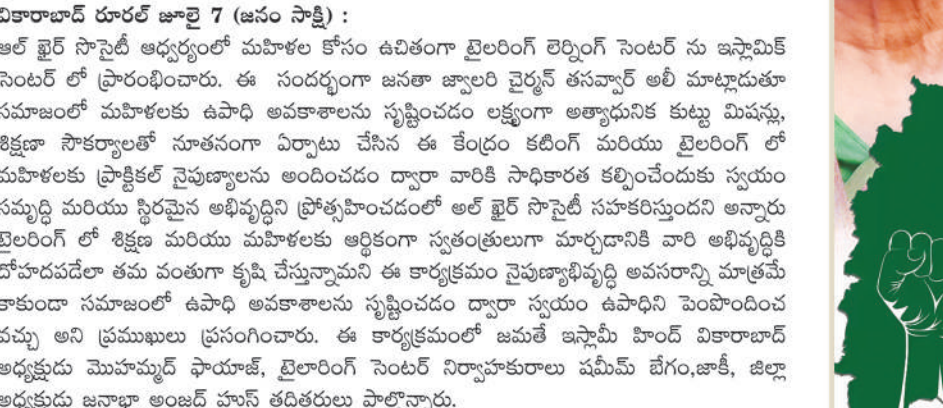 వికారాబాద్ రూరల్ జూలై 7 (జనం సాక్షి) :
ఆల్ ఖైర్ సొసైటీ ఆధ్వర్యంలో మహిళల కోసం ఉచితంగా టైలరింగ్ లెర్నింగ్ సెంటర్ ను ఇస్లామిక్
సెంటర్ లో ప్రారంభించారు. ఈ సందర్భంగా జనతా జ్వాలరి చైర్మన్ తసవ్వార్ అలీ మాట్లాడుతూ
సమాజంలో మహిళలకు ఉపాధి అవకాశాలను సృష్టించడం లక్ష్యంగా అత్యాధునిక కుట్టు మిషన్లు,
శిక్షణా సౌకర్యాలతో నూతనంగా ఏర్పాటు చేసిన ఈ కేంద్రం కటింగ్ మరియు టైలరింగ్ లో
మహిళలకు ప్రాక్టికల్ నైపుణ్యాలను అందించడం ద్వారా వారికి సాధికారత కల్పించేందుకు స్వయం
సమృద్ధి మరియు స్థిరమైన అభివృద్ధిని ప్రోత్సహించడంలో అల్ ఖైర్ సొసైటీ సహకరిస్తుందని అన్నారు
టైలరింగ్ లో శిక్షణ మరియు మహిళలకు ఆర్థికంగా స్వతంత్రులుగా మార్చడానికి వారి అభివృద్ధికి
దోహదపడేలా తమ వంతుగా కృషి చేస్తున్నామని ఈ కార్యక్రమం నైపుణ్యాభివృద్ధి అవసరాన్ని మాత్రమే
కాకుండా సమాజంలో ఉపాధి అవకాశాలను సృష్టించడం ద్వారా స్వయం ఉపాధిని పెంపొందించ
వచ్చు అని ప్రముఖులు ప్రసంగించారు. ఈ కార్యక్రమంలో జమతే ఇస్లామీ హింద్ వికారాబాద్
అధ్యక్షుడు మొహమ్మద్ ఫాయాజ్, టైలారింగ్ సెంటర్ నిర్వాహకురాలు షమీమ్ బేగం,జాకీ, జిల్లా
అధ్యక్షుడు జనాభా అంజద్ హుస్ తదితరులు పాల్గొన్నారు.